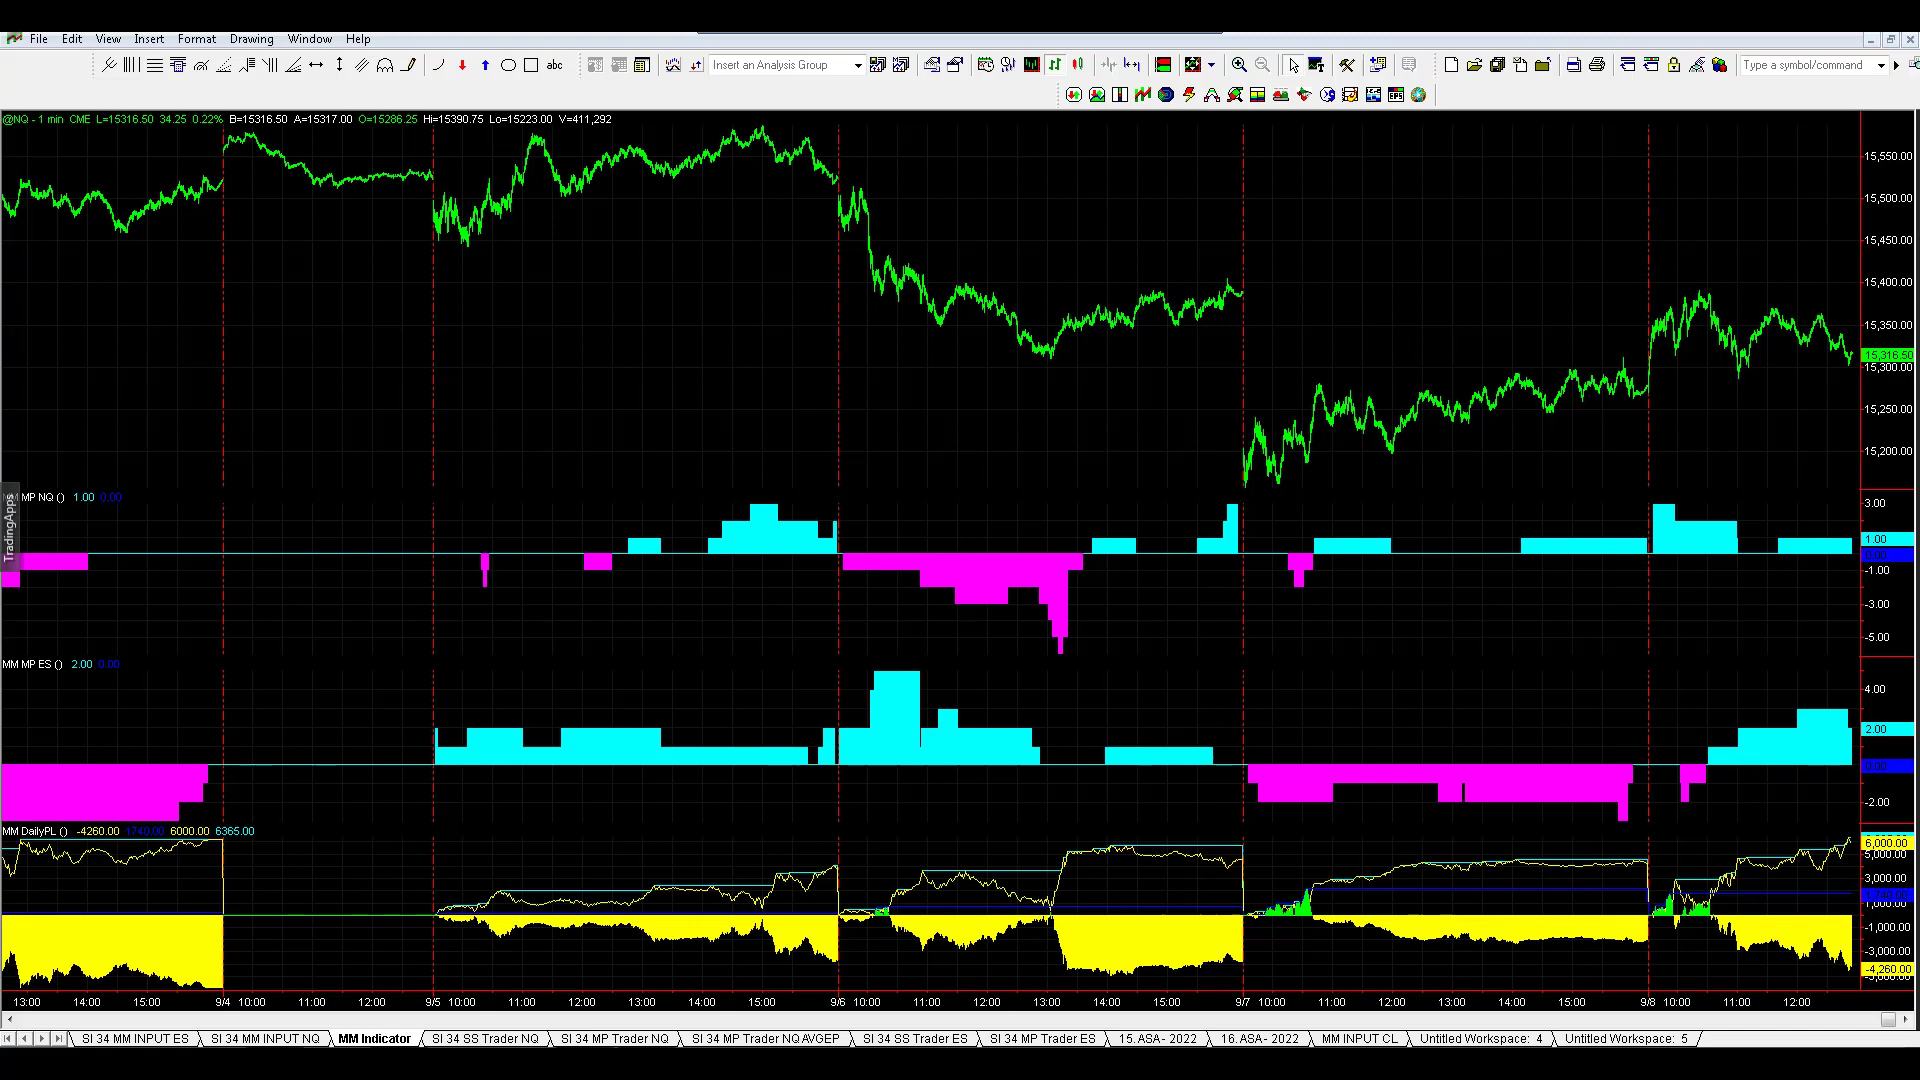 File Edit View Insert Format Drawing Window Help
abc
Insert an Analysis Group
Type a symbol/command
@NQ - 1 min CME L=15316.50 34.25 0.22% B=15316.50 A=15317.00 O=15286.25 Hi=15390.75 Lo=15223.00 V=411,292
15,550.00
15,500.00
15,450.00
15,400.00
15,350.00
15,316.50
15,300.00
15,250.00
15,200.00
TradingApps
MM MP NQ () 1.00 0.00
3.00
1.00
0.00
-1.00
-3.00
-5.00
MM MP ES () 2.00 0.00
4.00
2.00
0.00
-2.00
MM DailyPL () -4260.00 1740.00 6000.00 6365.00
6,000.00
5,000.00
3,000.00
1,000.00
-1,000.00
-3,000.00
-4,260.00
13:00 14:00 15:00 9/4 10:00 11:00 12:00 9/5 10:00 11:00 12:00 13:00 14:00 15:00 9/6 10:00 11:00 12:00 13:00 14:00 15:00 9/7 10:00 11:00 12:00 13:00 14:00 15:00 9/8 10:00 11:00 12:00
SI 34 MM INPUT ES SI 34 MM INPUT NQ MM Indicator SI 34 SS Trader NQ SI 34 MP Trader NQ SI 34 MP Trader NQ AVGEP SI 34 SS Trader ES SI 34 MP Trader ES 15. ASA - 2022 16. ASA - 2022 MM INPUT CL Untitled Workspace: 4 Untitled Workspace: 5